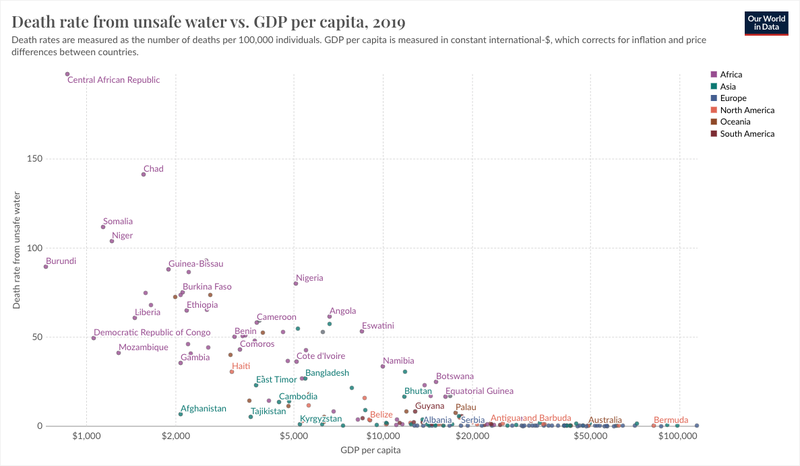 Death rate from unsafe water vs. GDP per capita, 2019
Our World
in Data
Death rates are measured as the number of deaths per 100,000 individuals. GDP per capita is measured in constant international-$, which corrects for inflation and price
differences between countries.
Africa
Asia
Europe
North America
Oceania
South America
Central African Republic
150
Chad
Somalia
Niger
100
Burundi
Guinea-Bissau
Nigeria
Burkina Faso
Ethiopia
Liberia
Angola
Cameroon
Eswatini
50
Democratic Republic of Congo
Benin
Mozambique
Comoros
Gambia
Cote d'Ivoire
Namibia
Haiti
Bangladesh
East Timor
Botswana
Bhutan
Equatorial Guinea
Cambodia
Afghanistan
Tajikistan
Guyana
Palau
Kyrgyzstan
Belize
Albania
Serbia
Antigua and Barbuda
Australia
Bermuda
0
$1,000
$2,000
$5,000
$10,000
$20,000
$50,000
$100,000
Death rate from unsafe water
GDP per capita